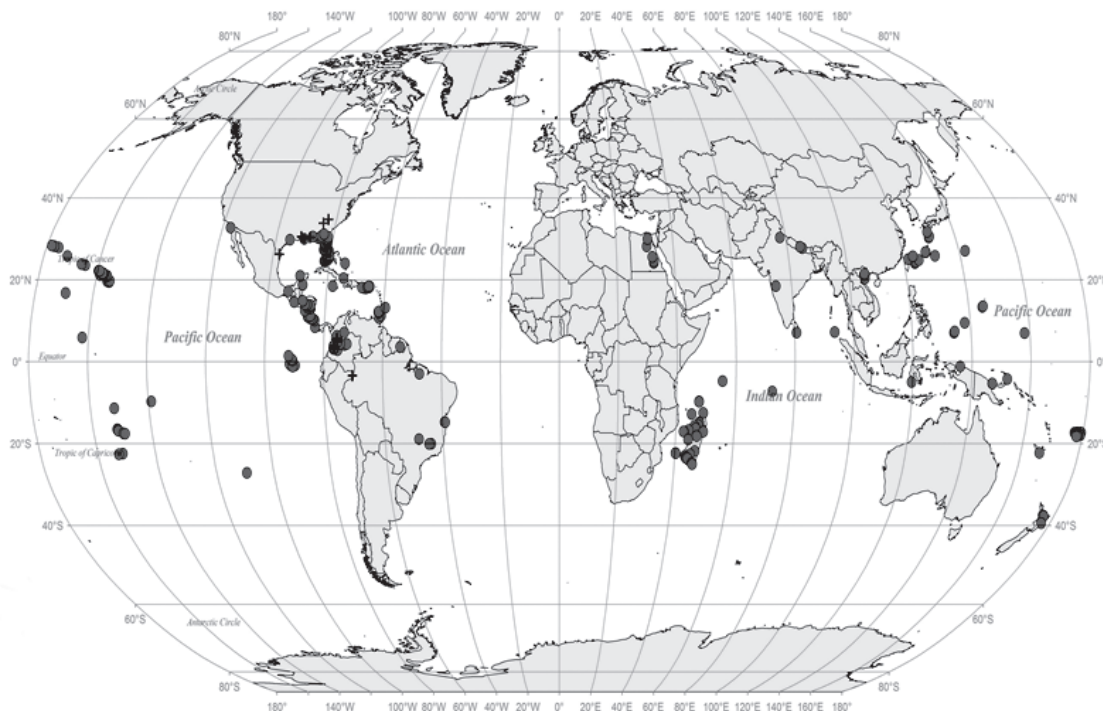 180° 140°W 100°W 80°W 60°W 40°W 20°W 0° 20°E 40°E 60°E 80°E 100°E 120°E 140°E 160°E 180°
80°N 80°N
Arctic Circle
60°N 60°N
40°N 40°N
Atlantic Ocean
Tropic of Cancer
20°N 20°N
Pacific Ocean Pacific Ocean
Equator 0° 0°
Indian Ocean
20°S 20°S
Tropic of Capricorn
40°S 40°S
60°S 60°S
Antarctic Circle
80°S 80°S
180° 140°W 100°W 80°W 60°W 40°W 20°W 0° 20°E 40°E 60°E 80°E 100°E 120°E 140°E 160°E 180°